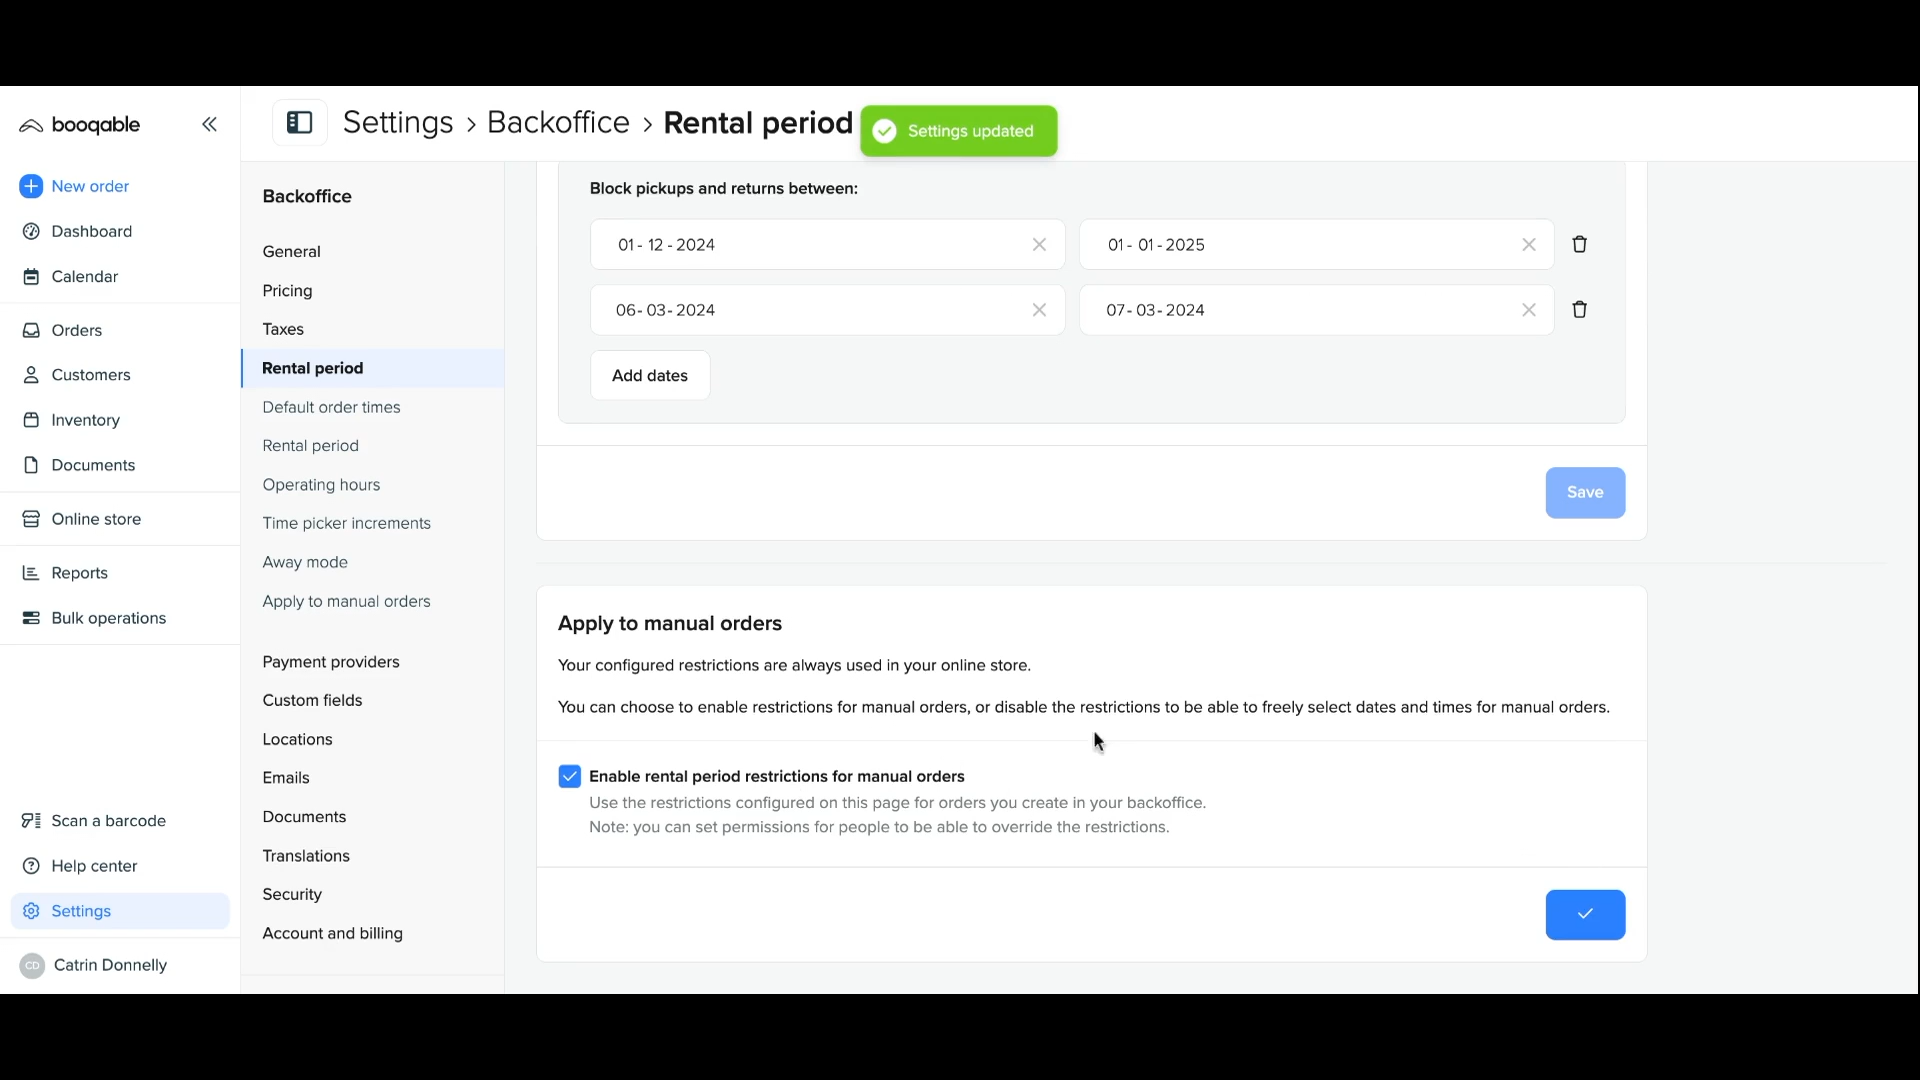 booqable
Settings > Backoffice > Rental period
Settings updated
New order
Dashboard
Calendar
Orders
Customers
Inventory
Documents
Online store
Reports
Bulk operations
Scan a barcode
Help center
Settings
CD Catrin Donnelly
Backoffice
General
Pricing
Taxes
Rental period
Default order times
Rental period
Operating hours
Time picker increments
Away mode
Apply to manual orders
Payment providers
Custom fields
Locations
Emails
Documents
Translations
Security
Account and billing
Block pickups and returns between:
01 - 12 - 2024 01 - 01 - 2025
06 - 03 - 2024 07 - 03 - 2024
Add dates
Save
Apply to manual orders
Your configured restrictions are always used in your online store.
You can choose to enable restrictions for manual orders, or disable the restrictions to be able to freely select dates and times for manual orders.
Enable rental period restrictions for manual orders
Use the restrictions configured on this page for orders you create in your backoffice.
Note: you can set permissions for people to be able to override the restrictions.